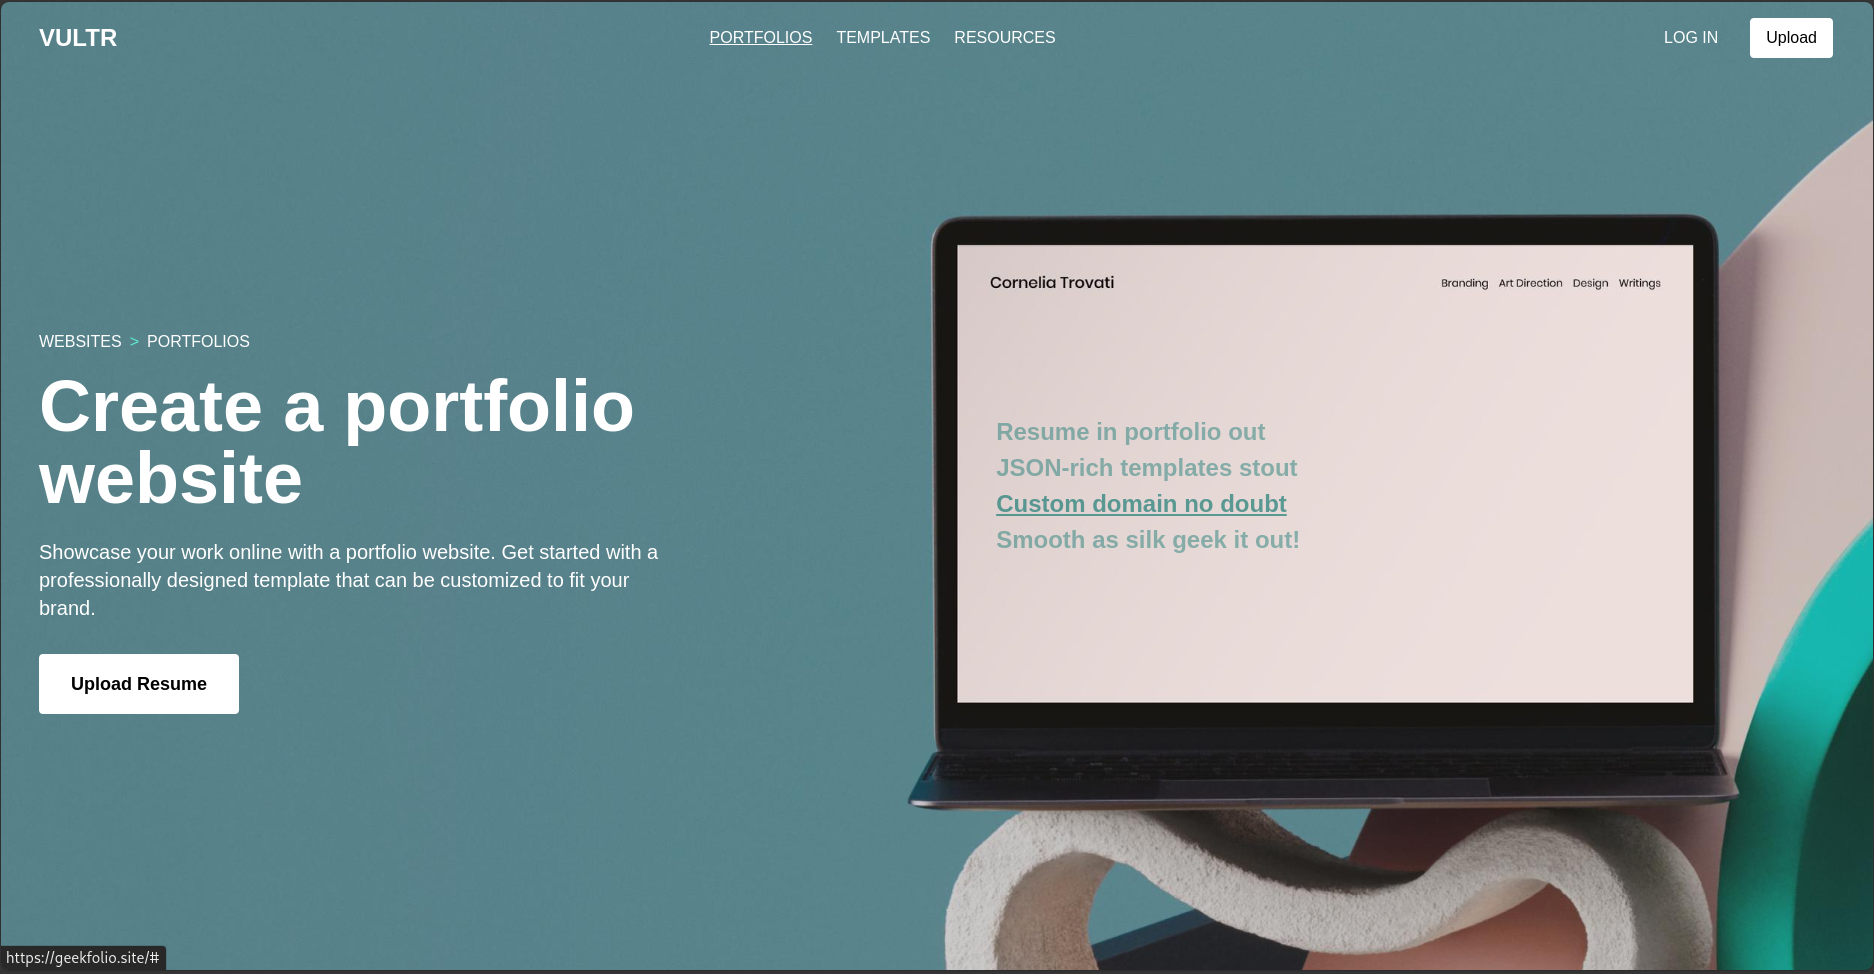 VULTR
PORTFOLIOS TEMPLATES RESOURCES
LOG IN
Upload
Cornelia Trovati
Branding Art Direction Design Writings
WEBSITES > PORTFOLIOS
Create a portfolio
website
Showcase your work online with a portfolio website. Get started with a
professionally designed template that can be customized to fit your
brand.
Upload Resume
Resume in portfolio out
JSON-rich templates stout
Custom domain no doubt
Smooth as silk geek it out!
https://geekfolio.site/#